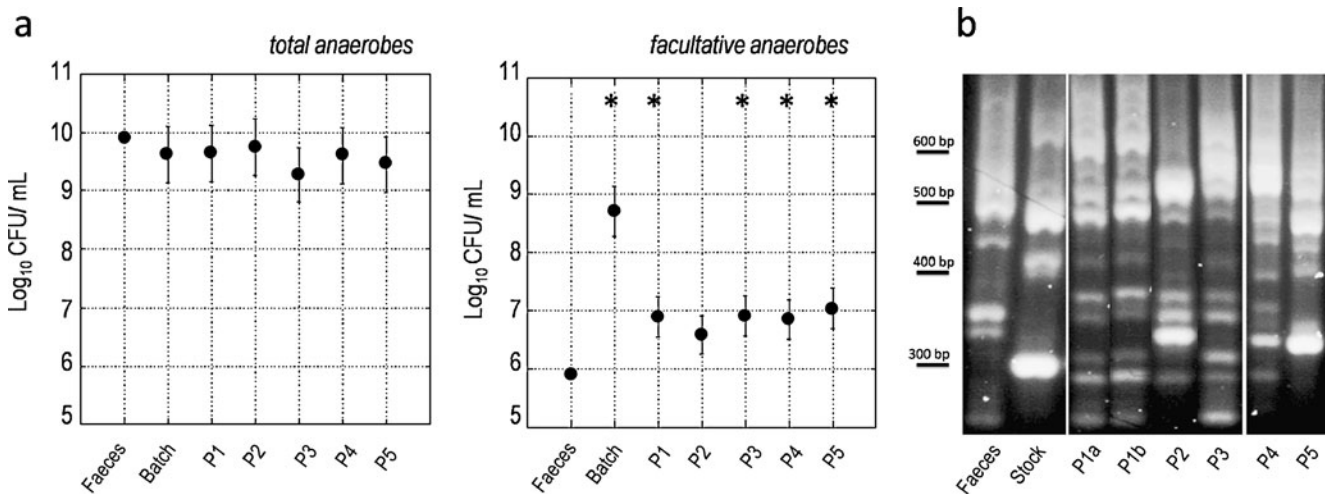 a
total anaerobes
11
10
9
8
7
6
5
Log10 CFU/ mL
Faeces
Batch
P1
P2
P3
P4
P5
facultative anaerobes
* * * * *
11
10
9
8
7
6
5
Log10 CFU/ mL
Faeces
Batch
P1
P2
P3
P4
P5
b
600 bp
500 bp
400 bp
300 bp
Faeces
Stock
P1a
P1b
P2
P3
P4
P5